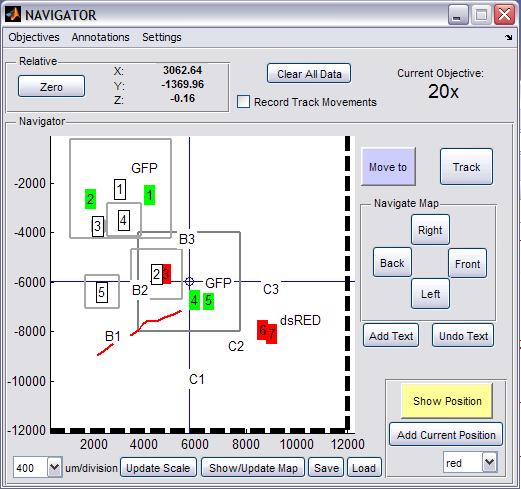 NAVIGATOR
Objectives Annotations Settings
Relative
Zero
X: 3062.64
Y: -1369.96
Z: -0.16
Clear All Data
Record Track Movements
Current Objective:
20x
Navigator
-2000
-4000
-6000
-8000
-10000
-12000
2000 4000 6000 8000 10000 12000
GFP
1
2
1
3
4
B3
2
3
GFP
5
B2
4
5
C3
B1
6
7
dsRED
C2
C1
Move to
Track
Navigate Map
Right
Back
Front
Left
Add Text
Undo Text
Show Position
Add Current Position
red
400
um/division
Update Scale
Show/Update Map
Save
Load